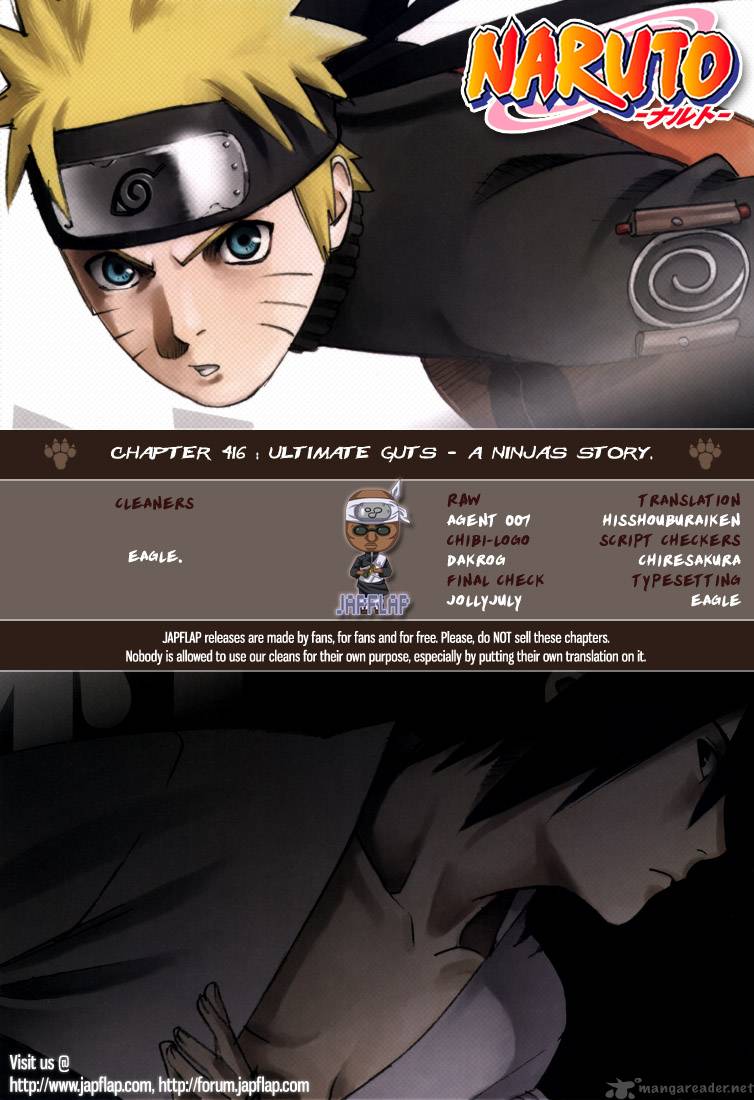 NARUTO
-ナルト-
CHAPTER 416 : ULTIMATE GUTS - A NINJAS STORY.
CLEANERS
EAGLE.
JAPFLAP
RAW
AGENT 007
CHIBI-LOGO
DAKROG
FINAL CHECK
JOLLYJULY
TRANSLATION
HISSHOUBURAIKEN
SCRIPT CHECKERS
CHIRESAKURA
TYPESETTING
EAGLE
JAPFLAP releases are made by fans, for fans and for free. Please, do NOT sell these chapters.
Nobody is allowed to use our cleans for their own purpose, especially by putting their own translation on it.
Visit us @
http://www.japflap.com, http://forum.japflap.com
mangareader.net